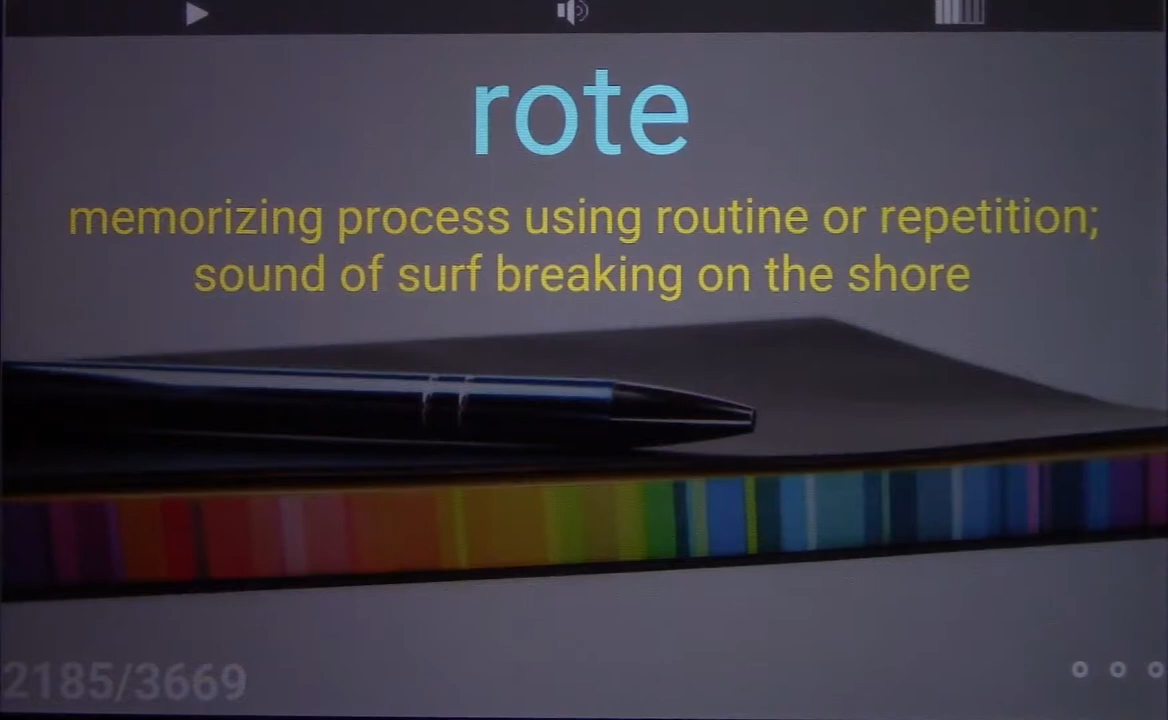 rote
memorizing process using routine or repetition;
sound of surf breaking on the shore
2185/3669